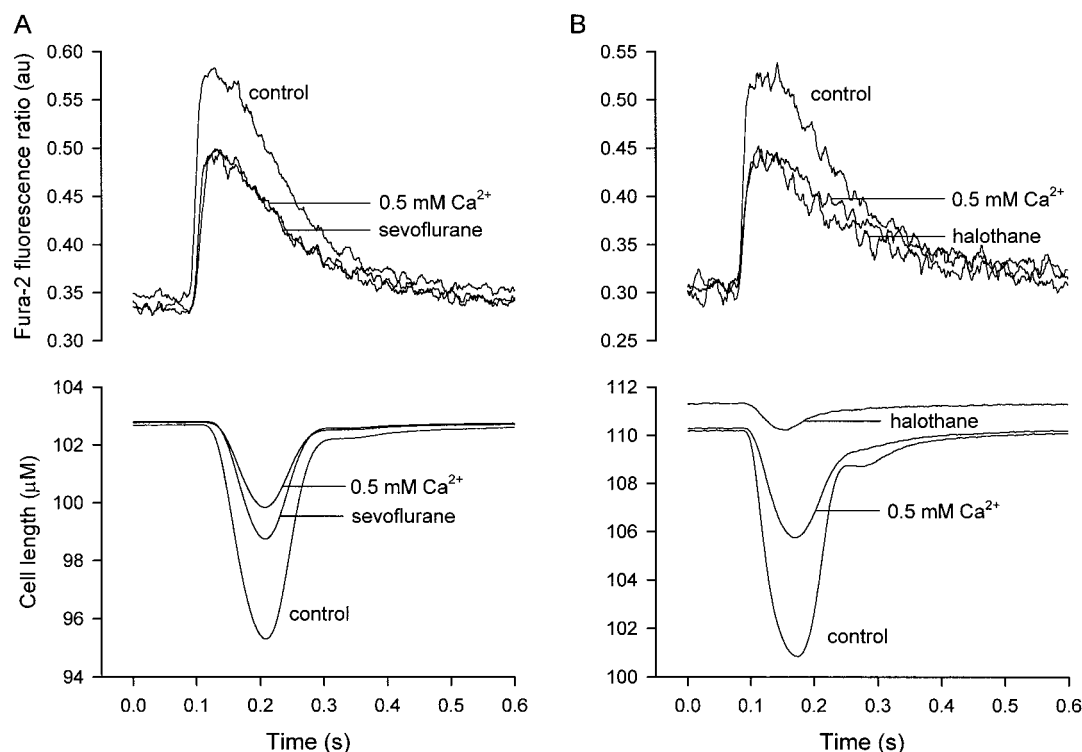 A
Fura-2 fluorescence ratio (au)
0.60
0.55
0.50
0.45
0.40
0.35
0.30
control
0.5 mM Ca²⁺
sevoflurane
Cell length (μM)
104
102
100
98
96
94
0.5 mM Ca²⁺
sevoflurane
control
0.0 0.1 0.2 0.3 0.4 0.5 0.6
Time (s)
B
0.55
0.50
0.45
0.40
0.35
0.30
0.25
control
0.5 mM Ca²⁺
halothane
112
110
108
106
104
102
100
halothane
0.5 mM Ca²⁺
control
0.0 0.1 0.2 0.3 0.4 0.5 0.6
Time (s)